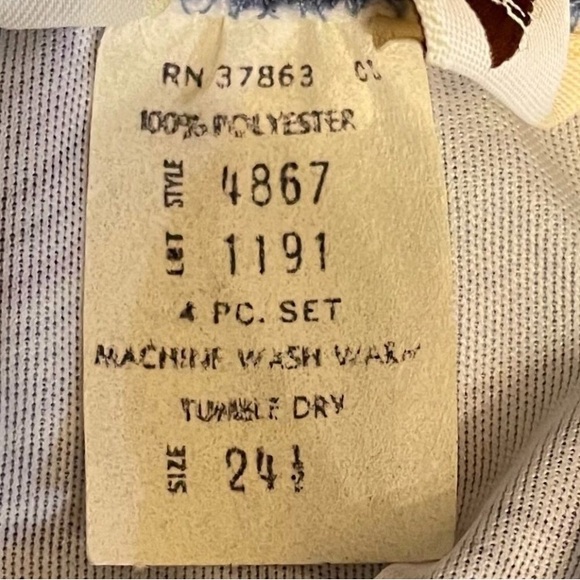 RN 37863
100% POLYESTER
STYLE 4867
LOT 1191
4 PC. SET
MACHINE WASH WARM
TUMBLE DRY
SIZE 24½